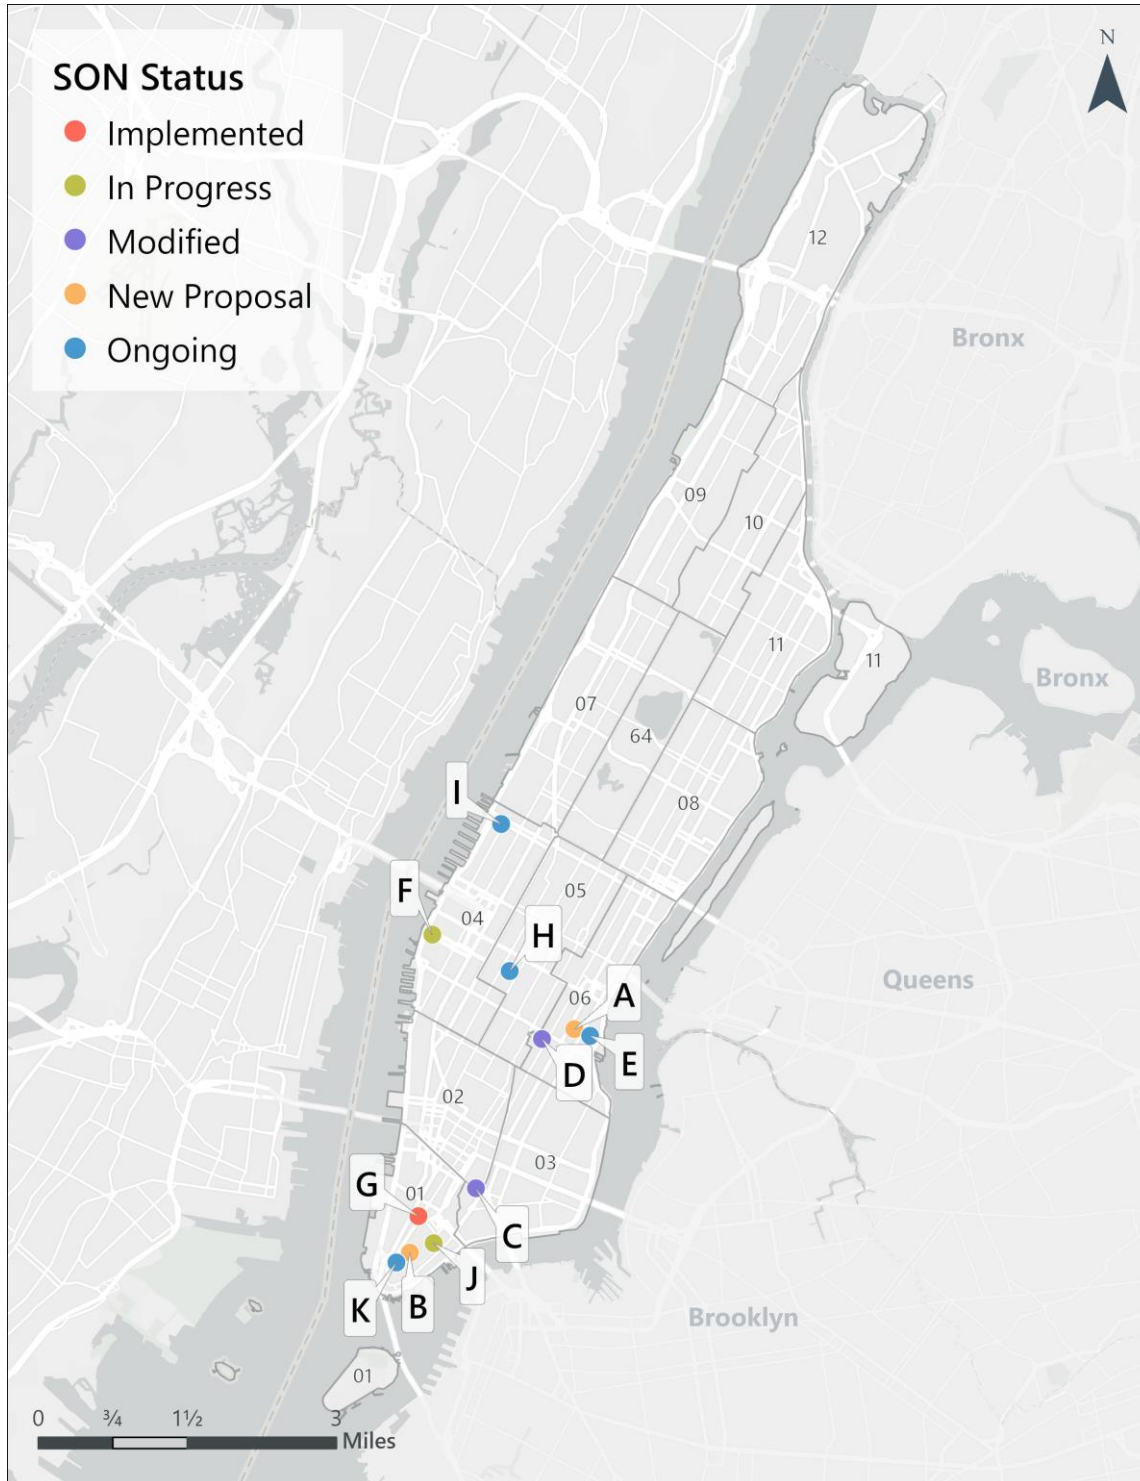 SON Status
Implemented
In Progress
Modified
New Proposal
Ongoing
N
12
Bronx
09
10
11
11
Bronx
07
64
08
I
05
F
04
H
Queens
06
A
D
E
02
03
G
01
C
J
K
B
Brooklyn
01
0 ¾ 1½ 3
Miles